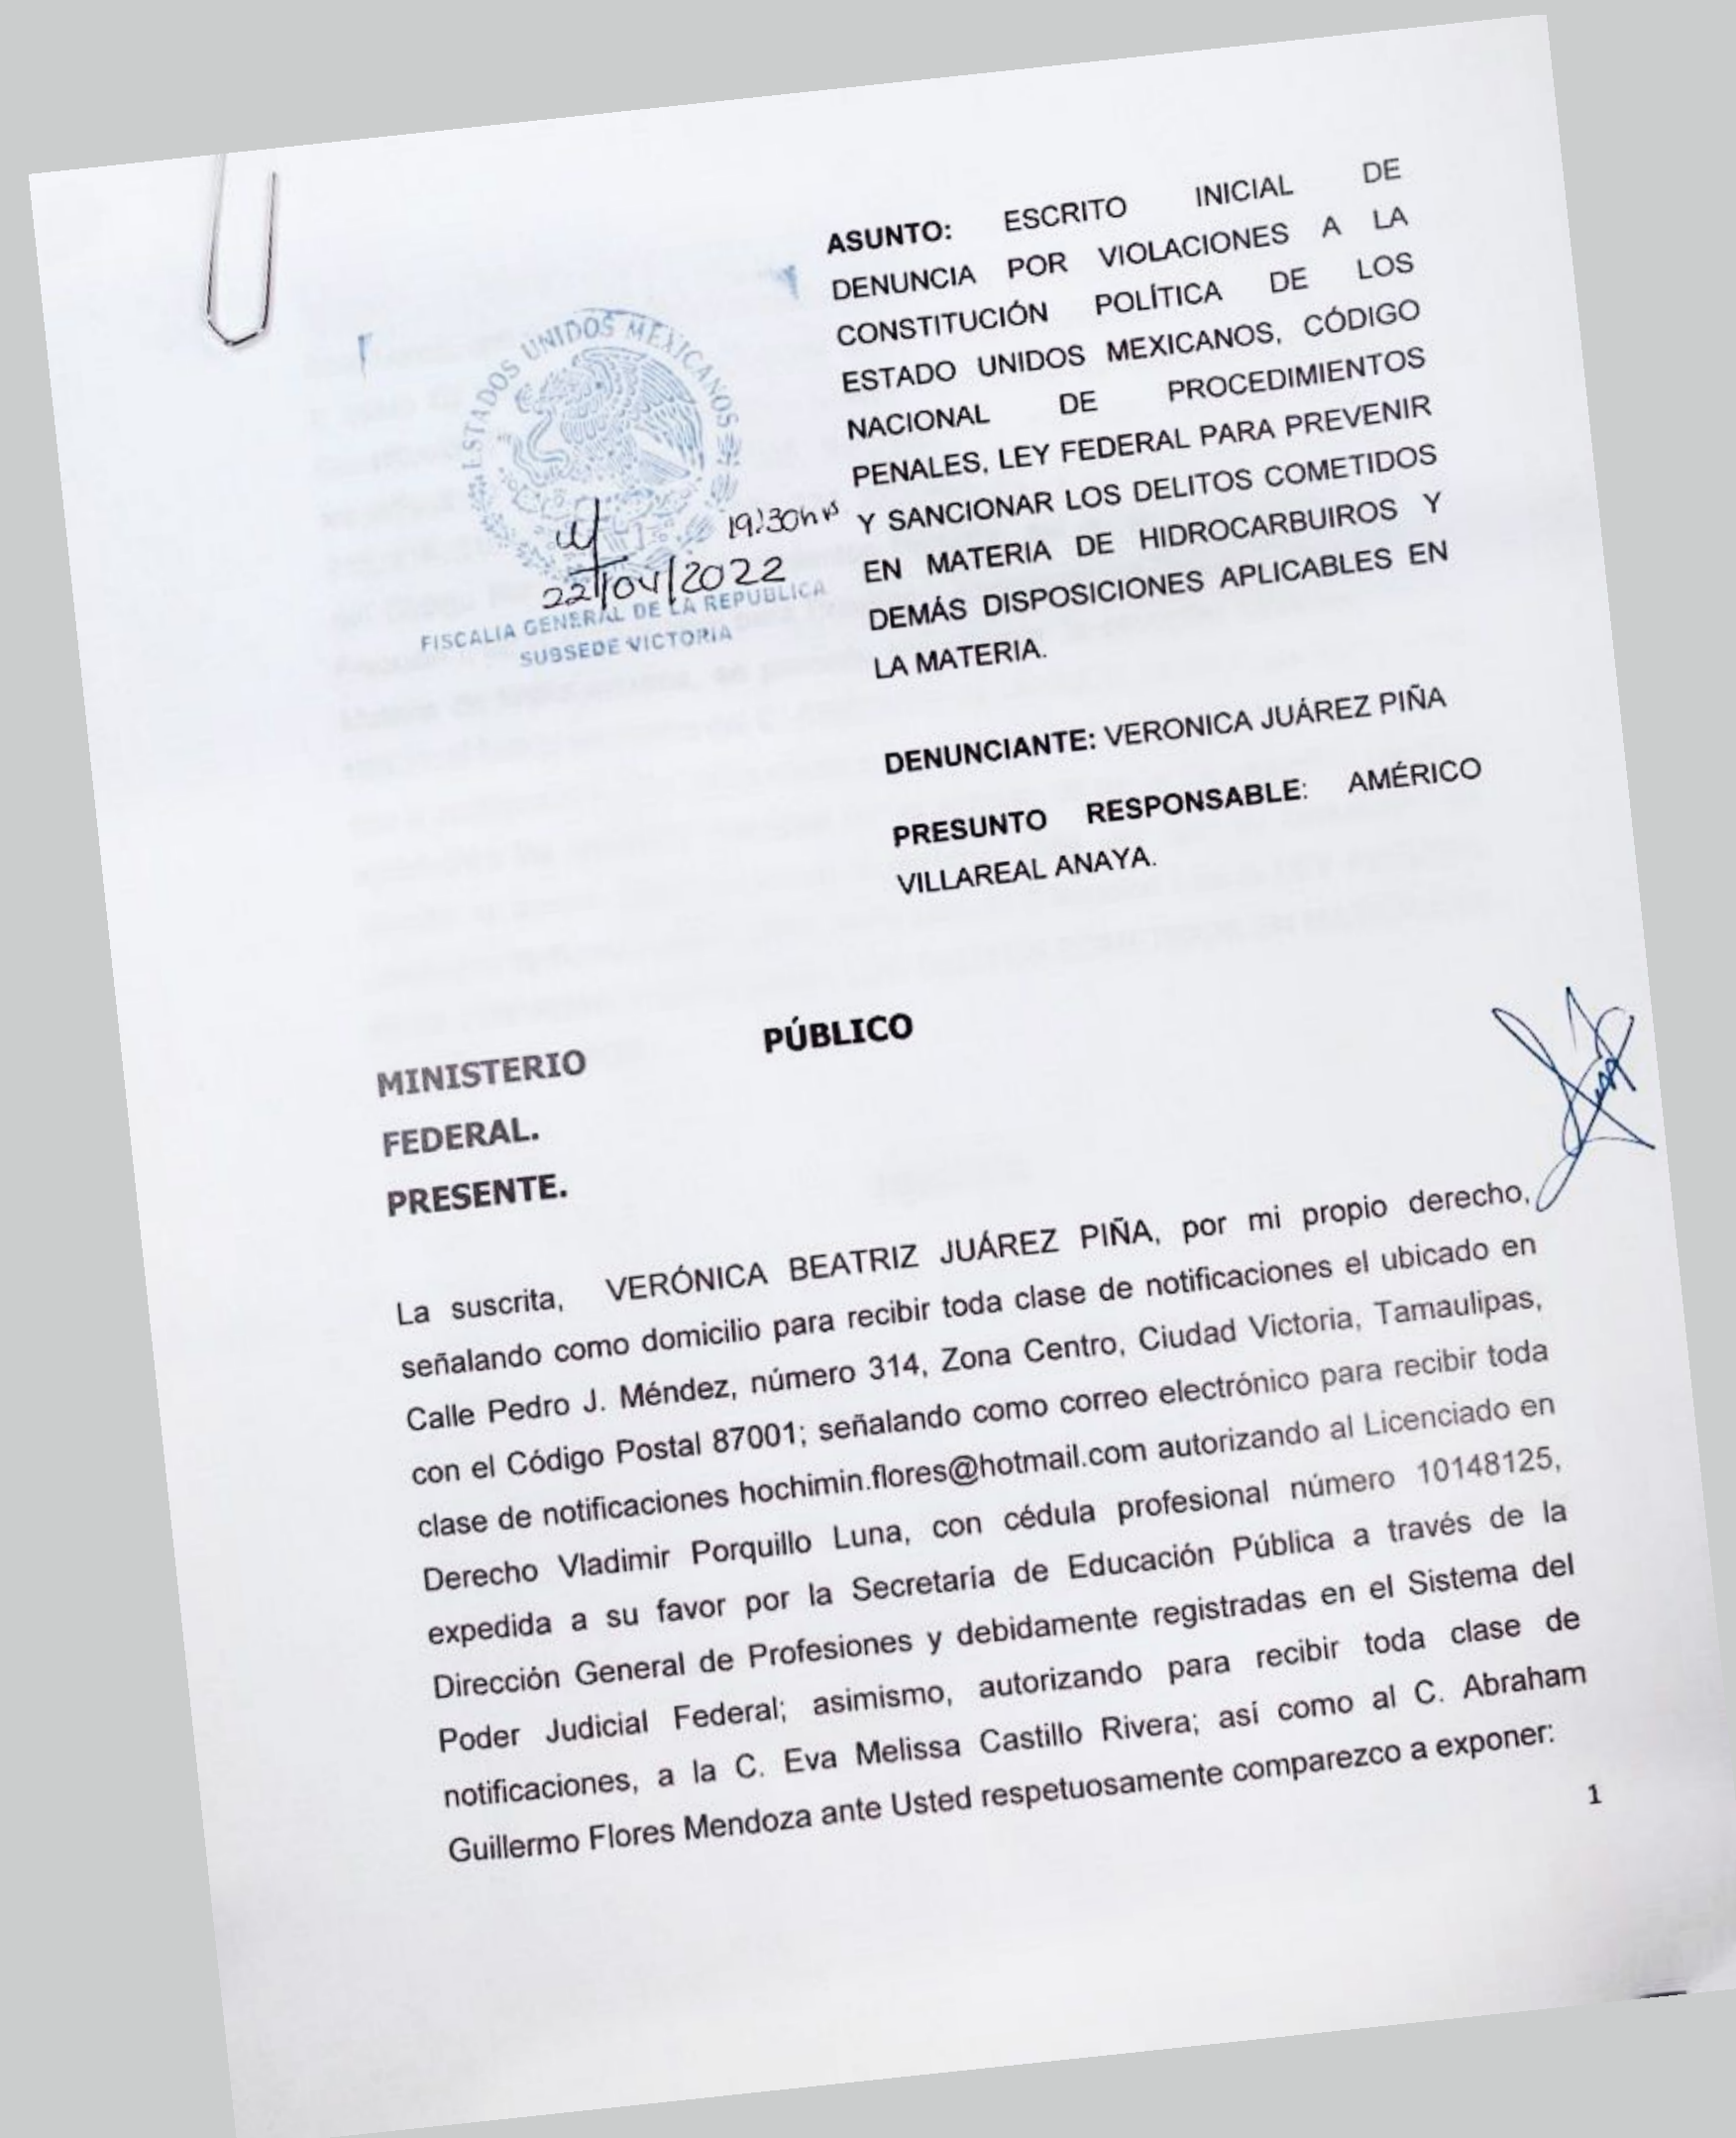 ASUNTO: ESCRITO INICIAL DE
DENUNCIA POR VIOLACIONES A LA
CONSTITUCIÓN POLÍTICA DE LOS
ESTADO UNIDOS MEXICANOS, CÓDIGO
NACIONAL DE PROCEDIMIENTOS
PENALES, LEY FEDERAL PARA PREVENIR
Y SANCIONAR LOS DELITOS COMETIDOS
EN MATERIA DE HIDROCARBUIROS Y
DEMÁS DISPOSICIONES APLICABLES EN
LA MATERIA.
ESTADOS UNIDOS MEXICANOS
19:30hrs
22/04/2022
FISCALIA GENERAL DE LA REPUBLICA
SUBSEDE VICTORIA
DENUNCIANTE: VERONICA JUÁREZ PIÑA
PRESUNTO RESPONSABLE: AMÉRICO
VILLAREAL ANAYA.
MINISTERIO PÚBLICO
FEDERAL.
PRESENTE.
La suscrita, VERÓNICA BEATRIZ JUÁREZ PIÑA, por mi propio derecho,
señalando como domicilio para recibir toda clase de notificaciones el ubicado en
Calle Pedro J. Méndez, número 314, Zona Centro, Ciudad Victoria, Tamaulipas,
con el Código Postal 87001; señalando como correo electrónico para recibir toda
clase de notificaciones hochimin.flores@hotmail.com autorizando al Licenciado en
Derecho Vladimir Porquillo Luna, con cédula profesional número 10148125,
expedida a su favor por la Secretaría de Educación Pública a través de la
Dirección General de Profesiones y debidamente registradas en el Sistema del
Poder Judicial Federal; asimismo, autorizando para recibir toda clase de
notificaciones, a la C. Eva Melissa Castillo Rivera; así como al C. Abraham
Guillermo Flores Mendoza ante Usted respetuosamente comparezco a exponer:
1